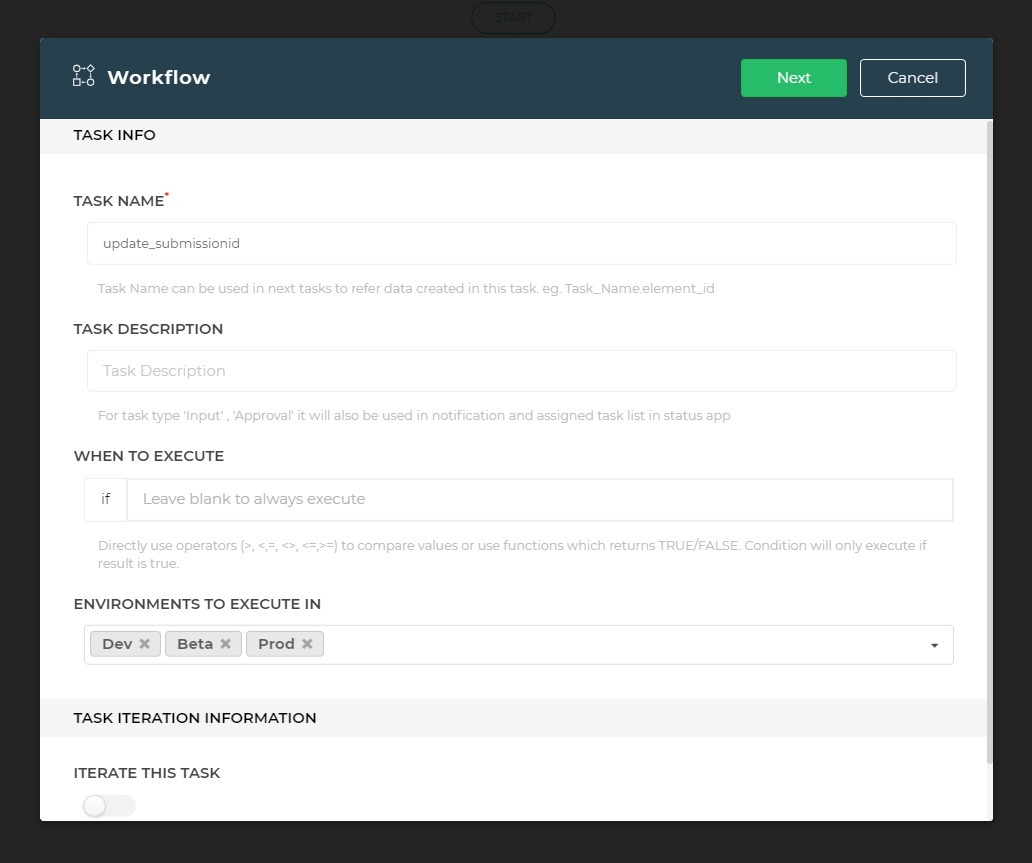 START
Workflow
Next
Cancel
TASK INFO
TASK NAME*
update_submissionid
Task Name can be used in next tasks to refer data created in this task. eg. Task_Name.element_id
TASK DESCRIPTION
Task Description
For task type 'Input' , 'Approval' it will also be used in notification and assigned task list in status app
WHEN TO EXECUTE
if
Leave blank to always execute
Directly use operators (>, <,=, <>, <=,>=) to compare values or use functions which returns TRUE/FALSE. Condition will only execute if
result is true.
ENVIRONMENTS TO EXECUTE IN
Dev ✖ Beta ✖ Prod ✖
TASK ITERATION INFORMATION
ITERATE THIS TASK